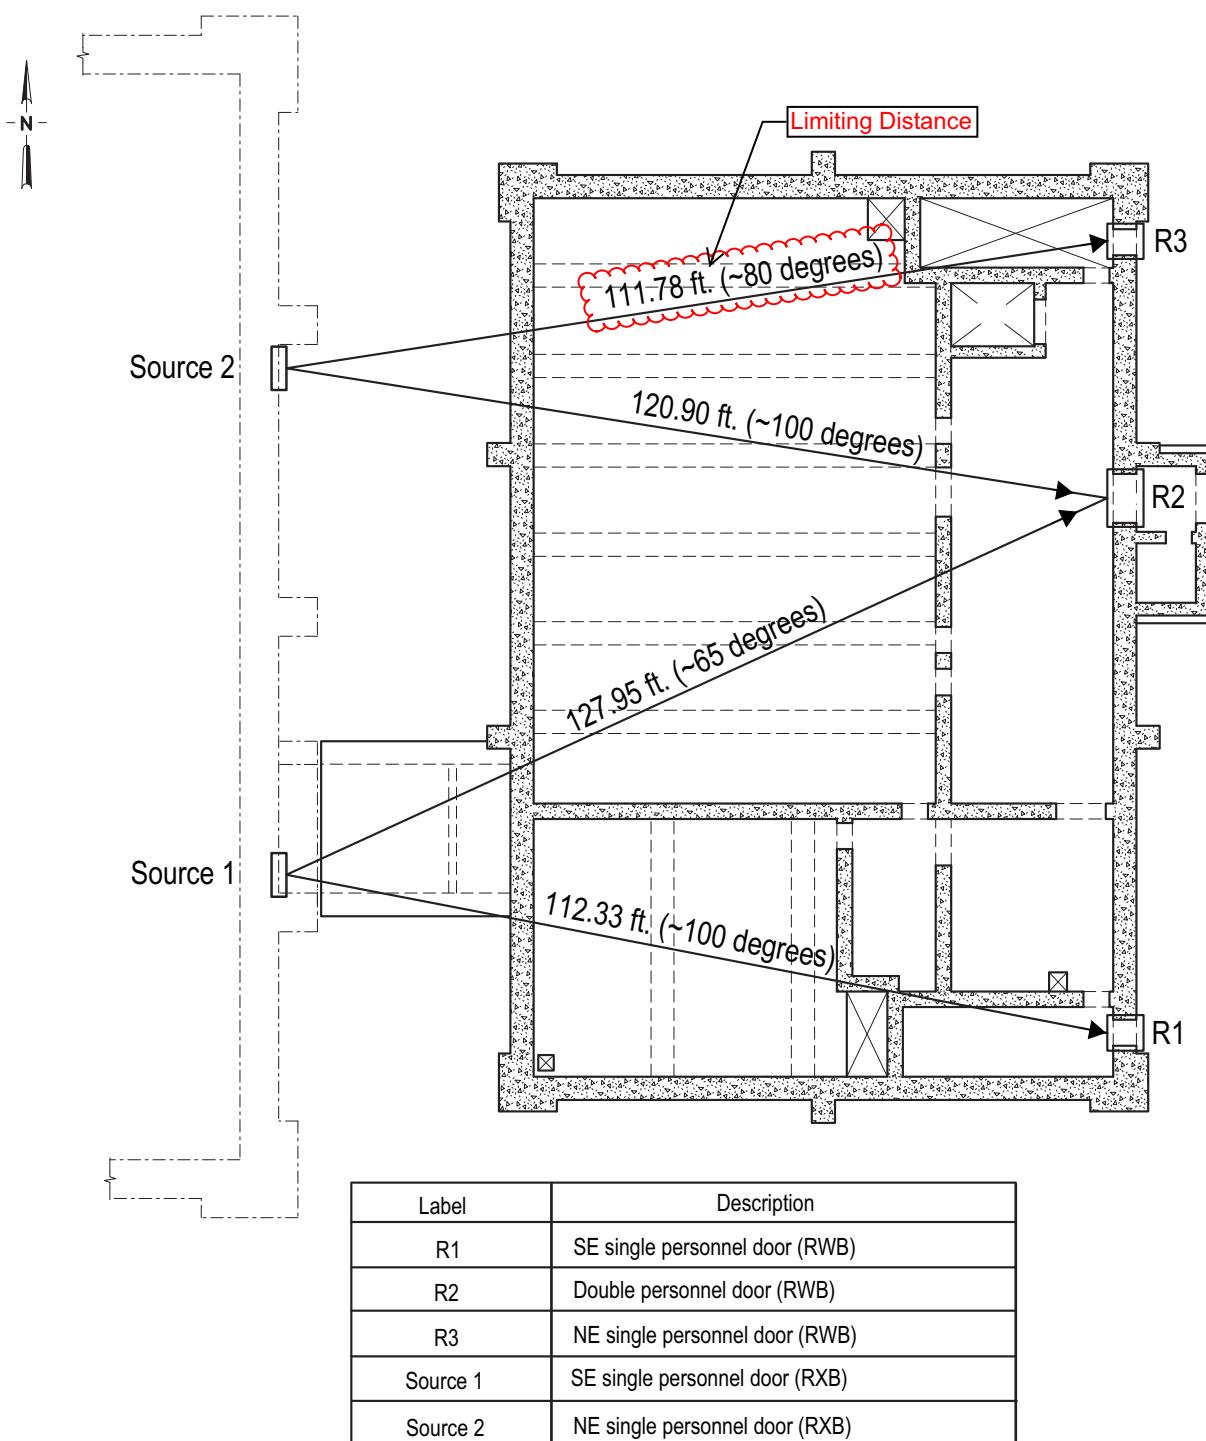 N
Limiting Distance
R3
111.78 ft. (~80 degrees)
Source 2
120.90 ft. (~100 degrees)
R2
127.95 ft. (~65 degrees)
Source 1
112.33 ft. (~100 degrees)
R1
Label Description
R1 SE single personnel door (RWB)
R2 Double personnel door (RWB)
R3 NE single personnel door (RWB)
Source 1 SE single personnel door (RXB)
Source 2 NE single personnel door (RXB)